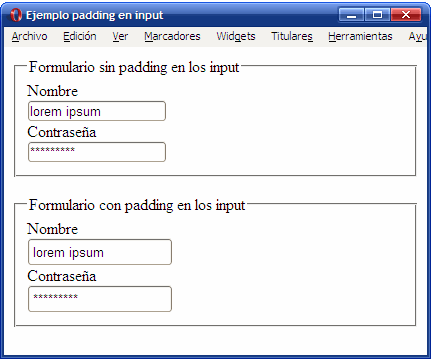 Ejemplo padding en input
Archivo Edición Ver Marcadores Widgets Titulares Herramientas Ayu
Formulario sin padding en los input
Nombre
lorem ipsum
Contraseña
*********
Formulario con padding en los input
Nombre
lorem ipsum
Contraseña
*********